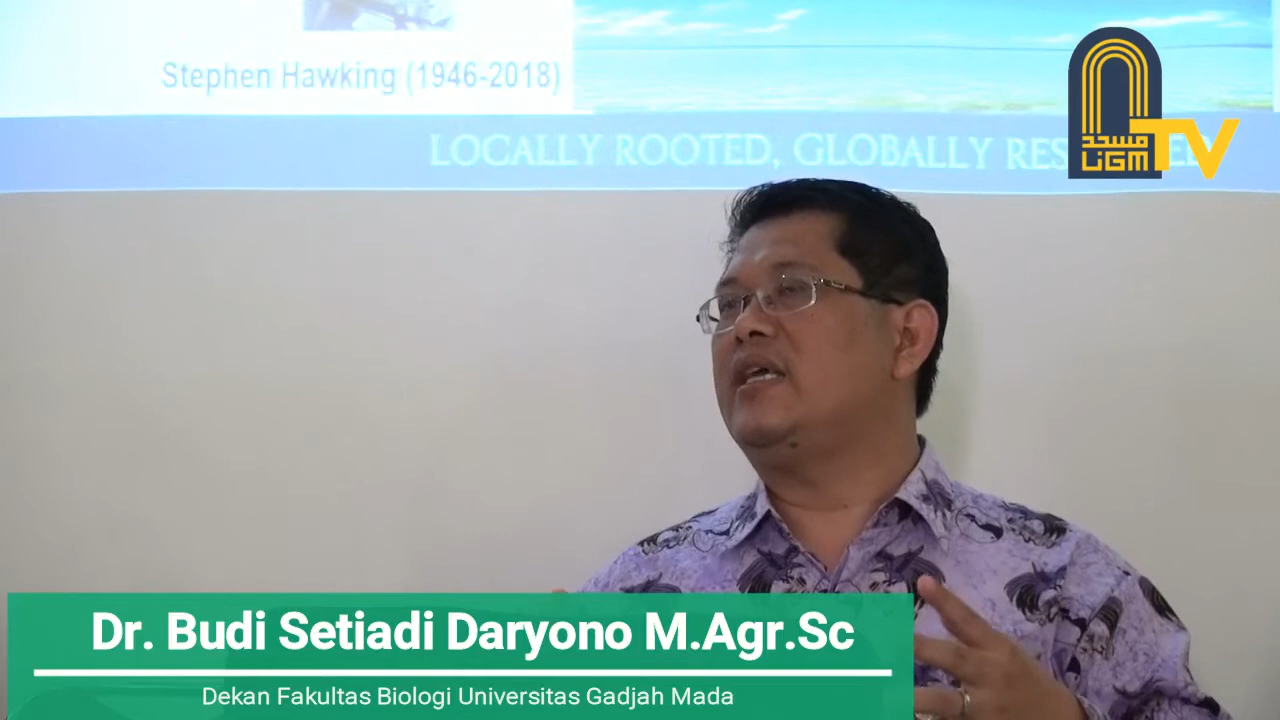 Stephen Hawking (1946-2018)
LOCALLY ROOTED, GLOBALLY
مسجد
UGM
TV
Dr. Budi Setiadi Daryono M.Agr.Sc
Dekan Fakultas Biologi Universitas Gadjah Mada